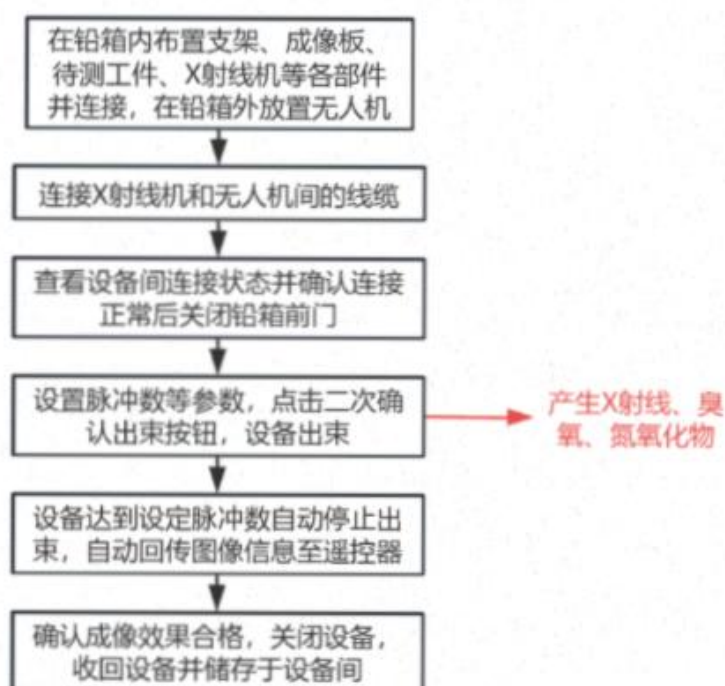 在铅箱内布置支架、成像板、
待测工件、X射线机等各部件
并连接，在铅箱外放置无人机
连接X射线机和无人机间的线缆
查看设备间连接状态并确认连接
正常后关闭铅箱前门
设置脉冲数等参数，点击二次确
认出束按钮，设备出束
产生X射线、臭
氧、氮氧化物
设备达到设定脉冲数自动停止出
束，自动回传图像信息至遥控器
确认成像效果合格，关闭设备，
收回设备并储存于设备间